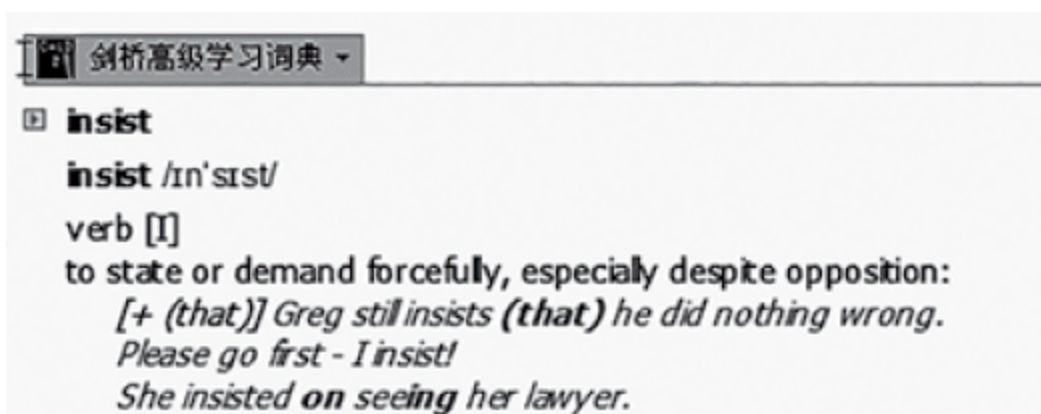 剑桥高级学习词典
insist
insist /ɪnˈsɪst/
verb [I]
to state or demand forcefully, especially despite opposition:
[+ (that)] Greg still insists (that) he did nothing wrong.
Please go first - I insist!
She insisted on seeing her lawyer.